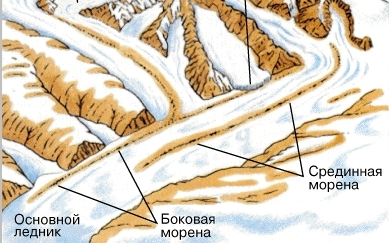 Срединная
морена
Основной
ледник
Боковая
морена